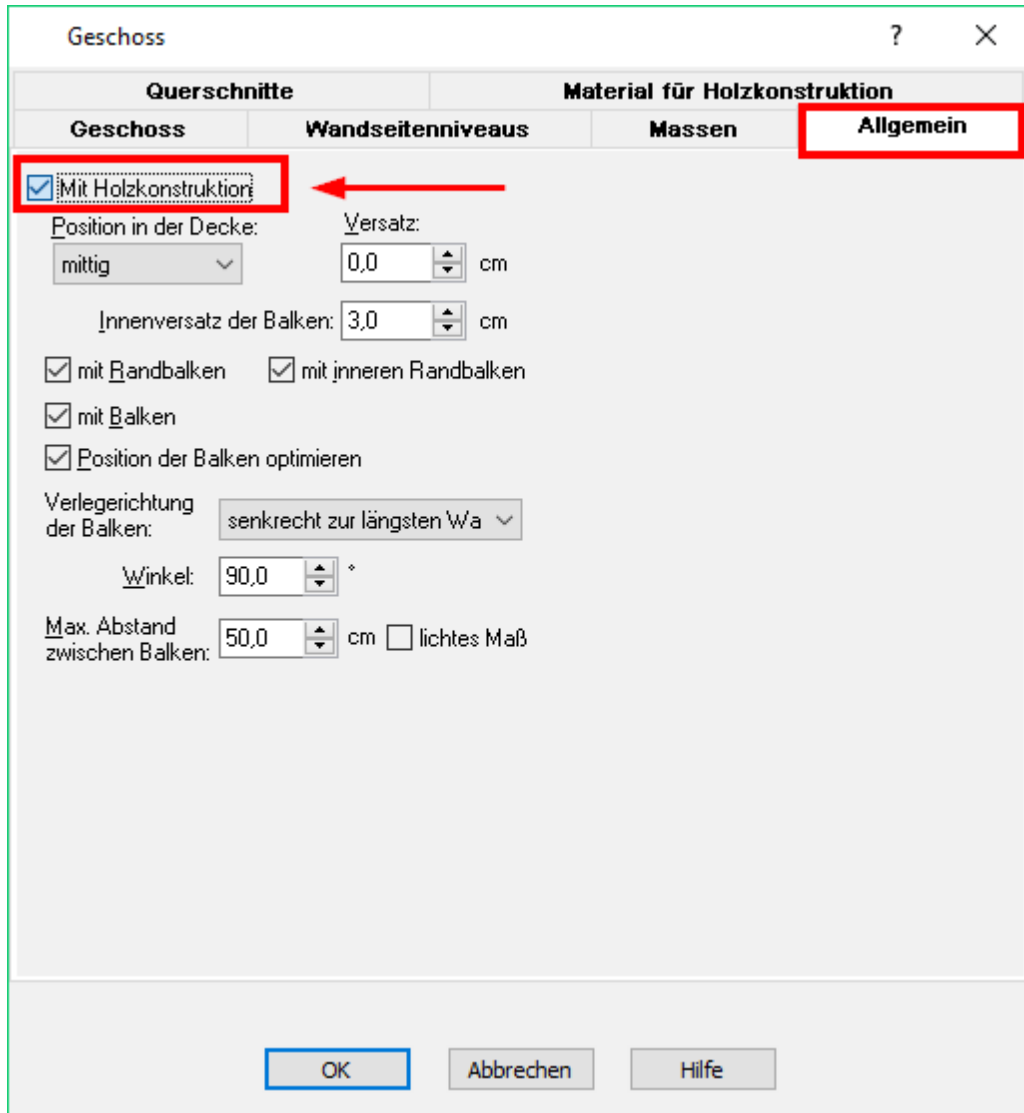 Geschoss ?
Querschnitte Material für Holzkonstruktion
Geschoss Wandseitenniveaus Massen Allgemein
Mit Holzkonstruktion
Position in der Decke: Versatz:
mittig 0,0 cm
Innenversatz der Balken: 3,0 cm
mit Randbalken mit inneren Randbalken
mit Balken
Position der Balken optimieren
Verlegerichtung
der Balken: senkrecht zur längsten Wa
Winkel: 90,0 °
Max. Abstand
zwischen Balken: 50,0 cm lichtes Maß
OK Abbrechen Hilfe